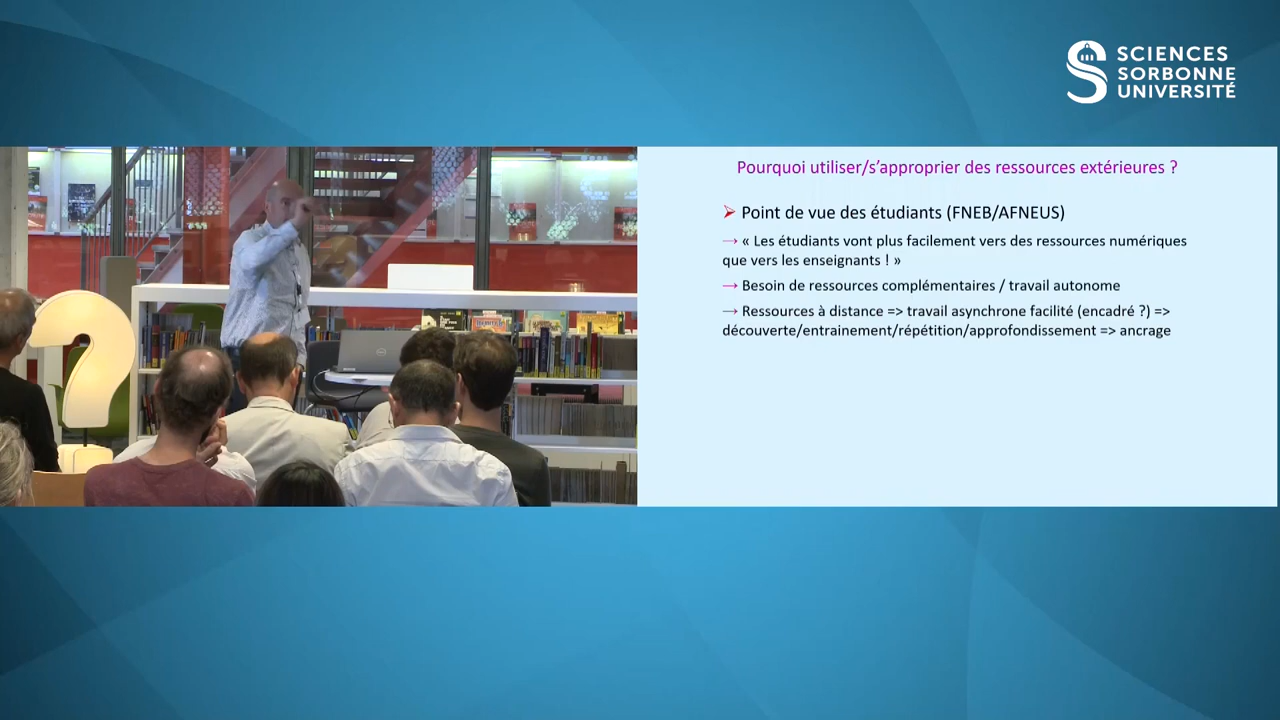 SCIENCES
SORBONNE
UNIVERSITÉ
Pourquoi utiliser/s’approprier des ressources extérieures ?
➢ Point de vue des étudiants (FNEB/AFNEUS)
→ « Les étudiants vont plus facilement vers des ressources numériques
que vers les enseignants ! »
→ Besoin de ressources complémentaires / travail autonome
→ Ressources à distance => travail asynchrone facilité (encadré ?) =>
découverte/entrainement/répétition/approfondissement => ancrage